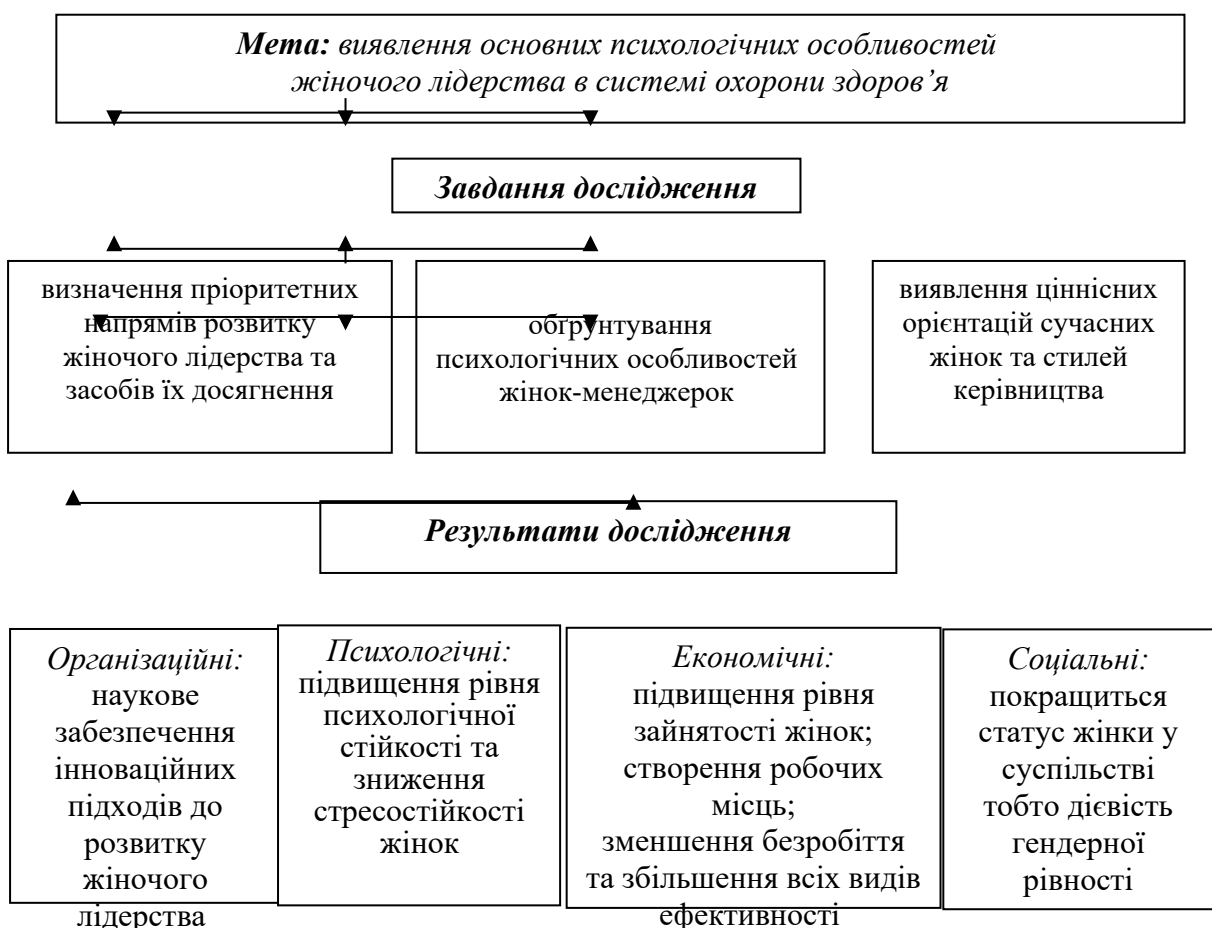 Мета: виявлення основних психологічних особливостей
жіночого лідерства в системі охорони здоров’я
Завдання дослідження
визначення пріоритетних
напрямів розвитку
жіночого лідерства та
засобів їх досягнення
обґрунтування
психологічних особливостей
жінок-менеджерок
виявлення ціннісних
орієнтацій сучасних
жінок та стилей
керівництва
Результати дослідження
Організаційні:
наукове
забезпечення
інноваційних
підходів до
розвитку
жіночого
лідерства
Психологічні:
підвищення рівня
психологічної
стійкості та
зниження
стресостійкості
жінок
Економічні:
підвищення рівня
зайнятості жінок;
створення робочих
місць;
зменшення безробіття
та збільшення всіх видів
ефективності
Соціальні:
покращиться
статус жінки у
суспільстві
тобто дієвість
гендерної
рівності